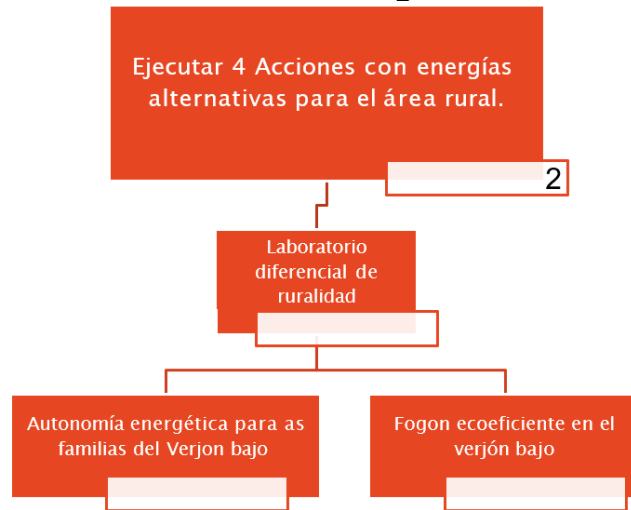 Ejecutar 4 Acciones con energías
alternativas para el área rural.
2
Laboratorio
diferencial de
ruralidad
Autonomía energética para as
familias del Verjon bajo
Fogon ecoeficiente en el
verjón bajo